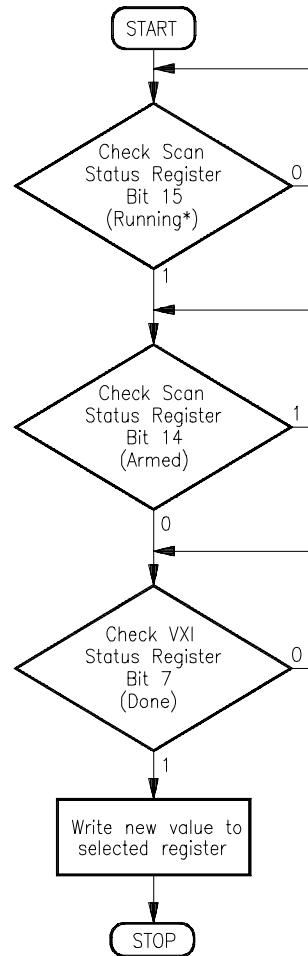 START
Check Scan
Status Register
Bit 15
(Running*)
0
1
Check Scan
Status Register
Bit 14
(Armed)
1
0
Check VXI
Status Register
Bit 7
(Done)
0
1
Write new value to
selected register
STOP